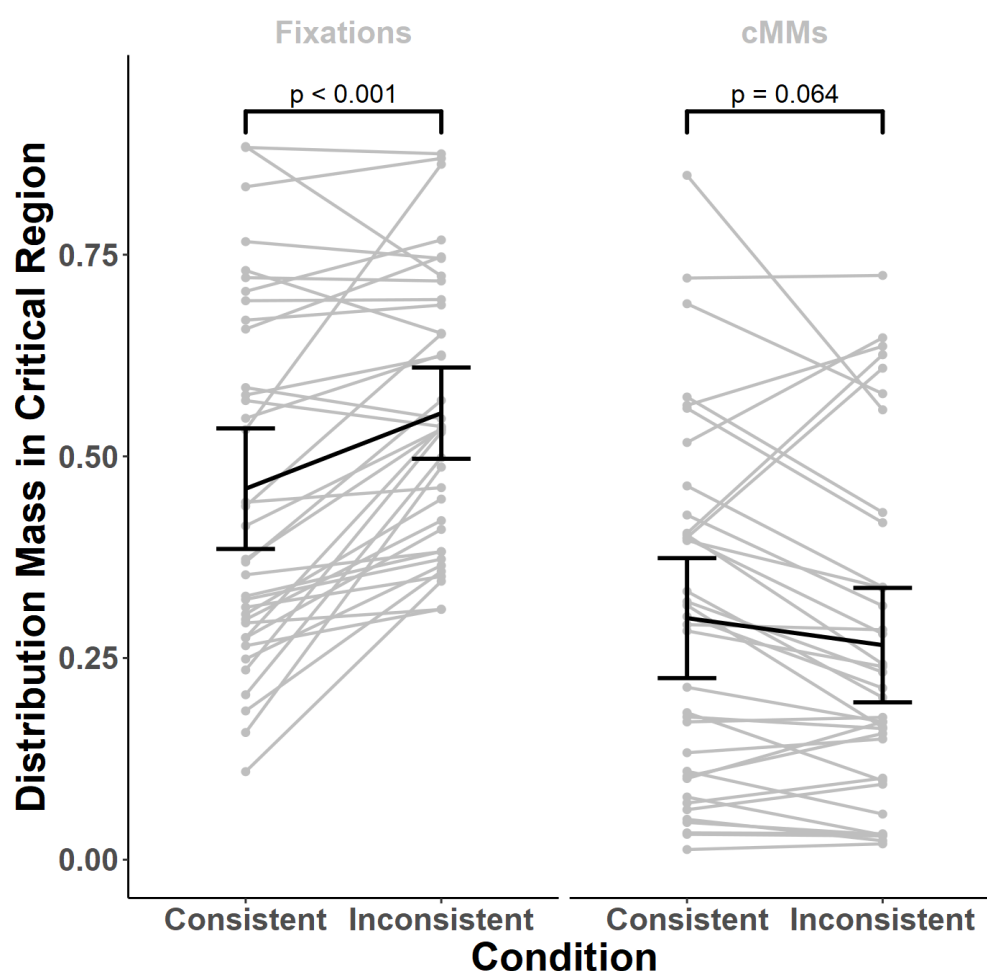 Fixations
cMMs
p < 0.001
p = 0.064
Distribution Mass in Critical Region
0.75
0.50
0.25
0.00
Consistent
Inconsistent
Consistent
Inconsistent
Condition